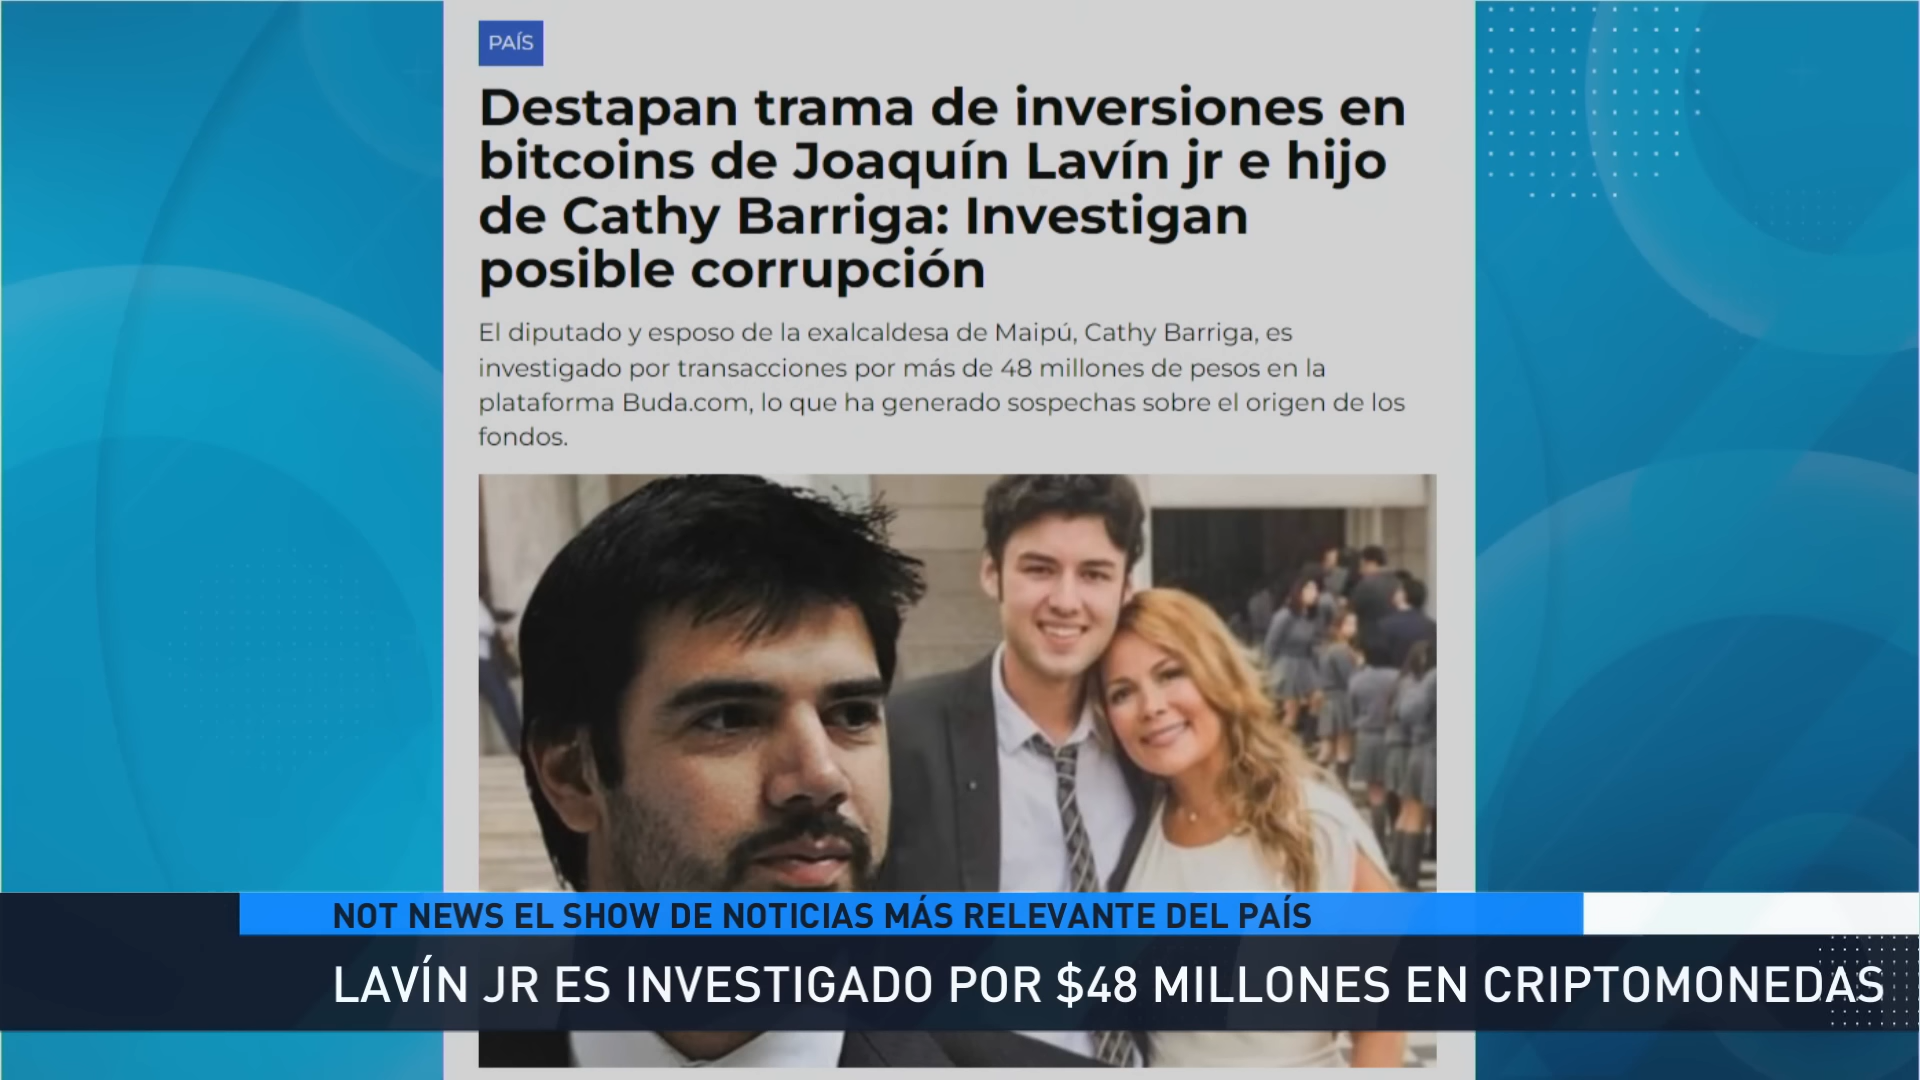 PAÍS
Destapan trama de inversiones en
bitcoins de Joaquín Lavín jr e hijo
de Cathy Barriga: Investigan
posible corrupción
El diputado y esposo de la exalcaldesa de Maipú, Cathy Barriga, es
investigado por transacciones por más de 48 millones de pesos en la
plataforma Buda.com, lo que ha generado sospechas sobre el origen de los
fondos.
NOT NEWS EL SHOW DE NOTICIAS MÁS RELEVANTE DEL PAÍS
LAVÍN JR ES INVESTIGADO POR $48 MILLONES EN CRIPTOMONEDAS